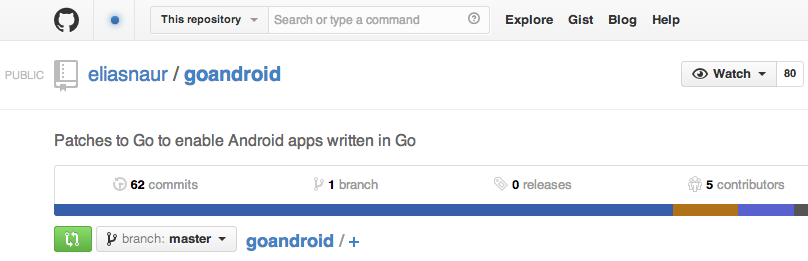 This repository Search or type a command Explore Gist Blog Help
PUBLIC eliasnaur / goandroid Watch 80
Patches to Go to enable Android apps written in Go
62 commits 1 branch 0 releases 5 contributors
branch: master goandroid / +